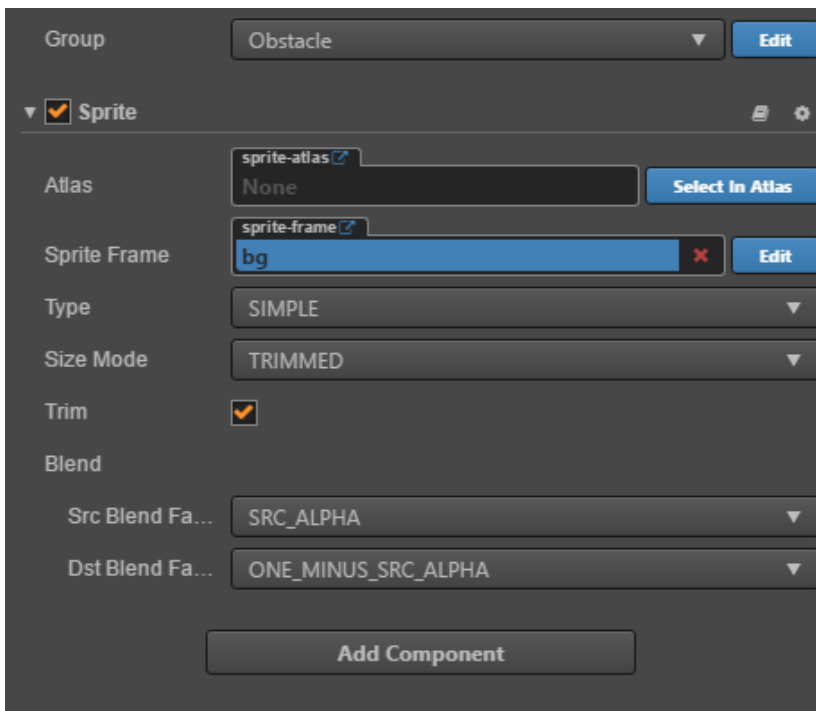 Group
Obstacle
Edit
Sprite
sprite-atlas
Atlas
None
Select In Atlas
sprite-frame
Sprite Frame
bg
Edit
Type
SIMPLE
Size Mode
TRIMMED
Trim
Blend
Src Blend Fa...
SRC_ALPHA
Dst Blend Fa...
ONE_MINUS_SRC_ALPHA
Add Component